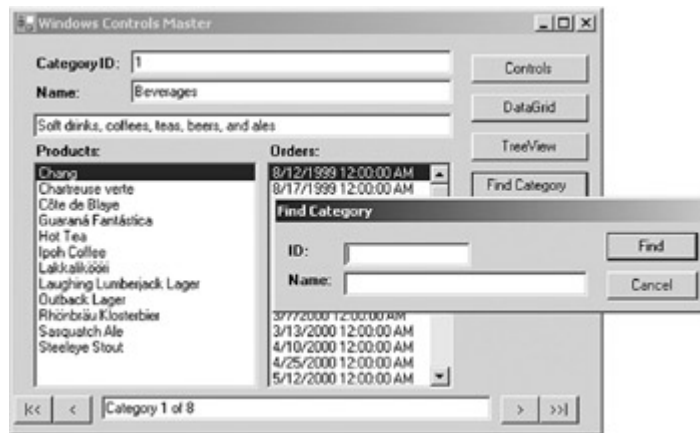 Windows Controls Master
CategoryID: 1
Controls
Name: Beverages
DataGrid
Soft drinks, coffees, teas, beers, and ales
TreeView
Products:
Orders:
Chang
Chartreuse verte
Côte de Blaye
Guaraná Fantástica
Hot Tea
Ipoh Coffee
Lakkalikööri
Laughing Lumberjack Lager
Outback Lager
Rhönbräu Klosterbier
Sasquatch Ale
Steeleye Stout
8/12/1999 12:00:00 AM
8/17/1999 12:00:00 AM
Find Category
Find Category
ID:
Find
Name:
Cancel
3/7/2000 12:00:00 AM
3/13/2000 12:00:00 AM
4/10/2000 12:00:00 AM
4/25/2000 12:00:00 AM
5/12/2000 12:00:00 AM
|<< < Category 1 of 8 > >>|